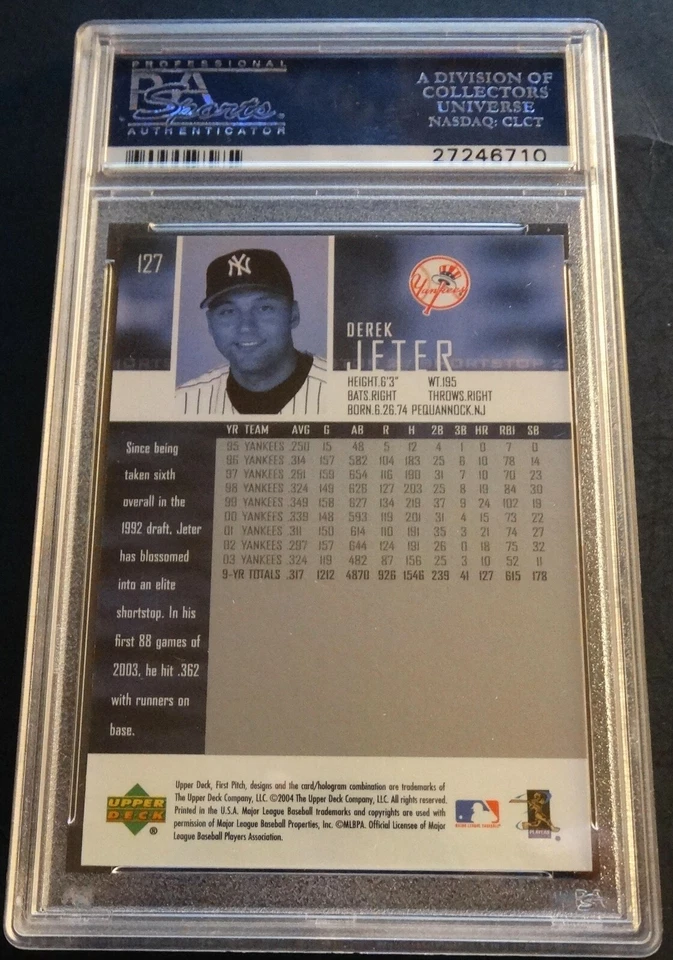 PROFESSIONAL
PSA
Sports
AUTHENTICATOR
A DIVISION OF
COLLECTORS
UNIVERSE
NASDAQ: CLCT
27246710
127
NY
Yankees
DEREK
JETER
HEIGHT.6'3" WT.195
BATS.RIGHT THROWS.RIGHT
BORN.6.26.74 PEQUANNOCK.NJ
YR TEAM AVG G AB R H 2B 3B HR RBI SB
95 YANKEES .250 15 48 5 12 4 1 0 7 0
96 YANKEES .314 157 582 104 183 25 6 10 78 14
97 YANKEES .291 159 654 116 190 31 7 10 70 23
98 YANKEES .324 149 626 127 203 25 8 19 84 30
99 YANKEES .349 158 627 134 219 37 9 24 102 19
00 YANKEES .339 148 593 119 201 31 4 15 73 22
01 YANKEES .311 150 614 110 191 35 3 21 74 27
02 YANKEES .297 157 644 124 191 26 0 18 75 32
03 YANKEES .324 119 482 87 156 25 3 10 52 11
9-YR TOTALS .317 1212 4870 926 1546 239 41 127 615 178
Since being
taken sixth
overall in the
1992 draft, Jeter
has blossomed
into an elite
shortstop. In his
first 88 games of
2003, he hit .362
with runners on
base.
UPPER
DECK
®
Upper Deck, First Pitch, designs and the card/hologram combination are trademarks of
The Upper Deck Company, LLC. ©2004 The Upper Deck Company, LLC. All rights reserved.
Printed in the U.S.A. Major League Baseball trademarks and copyrights are used with
permission of Major League Baseball Properties, Inc. ©MLBPA. Official Licensee of Major
League Baseball Players Association.
PLAYERS
PSA